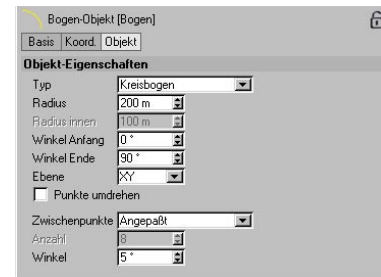 Bogen-Objekt [Bogen]
Basis Koord. Objekt
Objekt-Eigenschaften
Typ Kreisbogen
Radius 200 m
Radius innen 100 m
Winkel Anfang 0 °
Winkel Ende 90 °
Ebene XY
Punkte umdrehen
Zwischenpunkte Angepaßt
Anzahl 8
Winkel 5 °